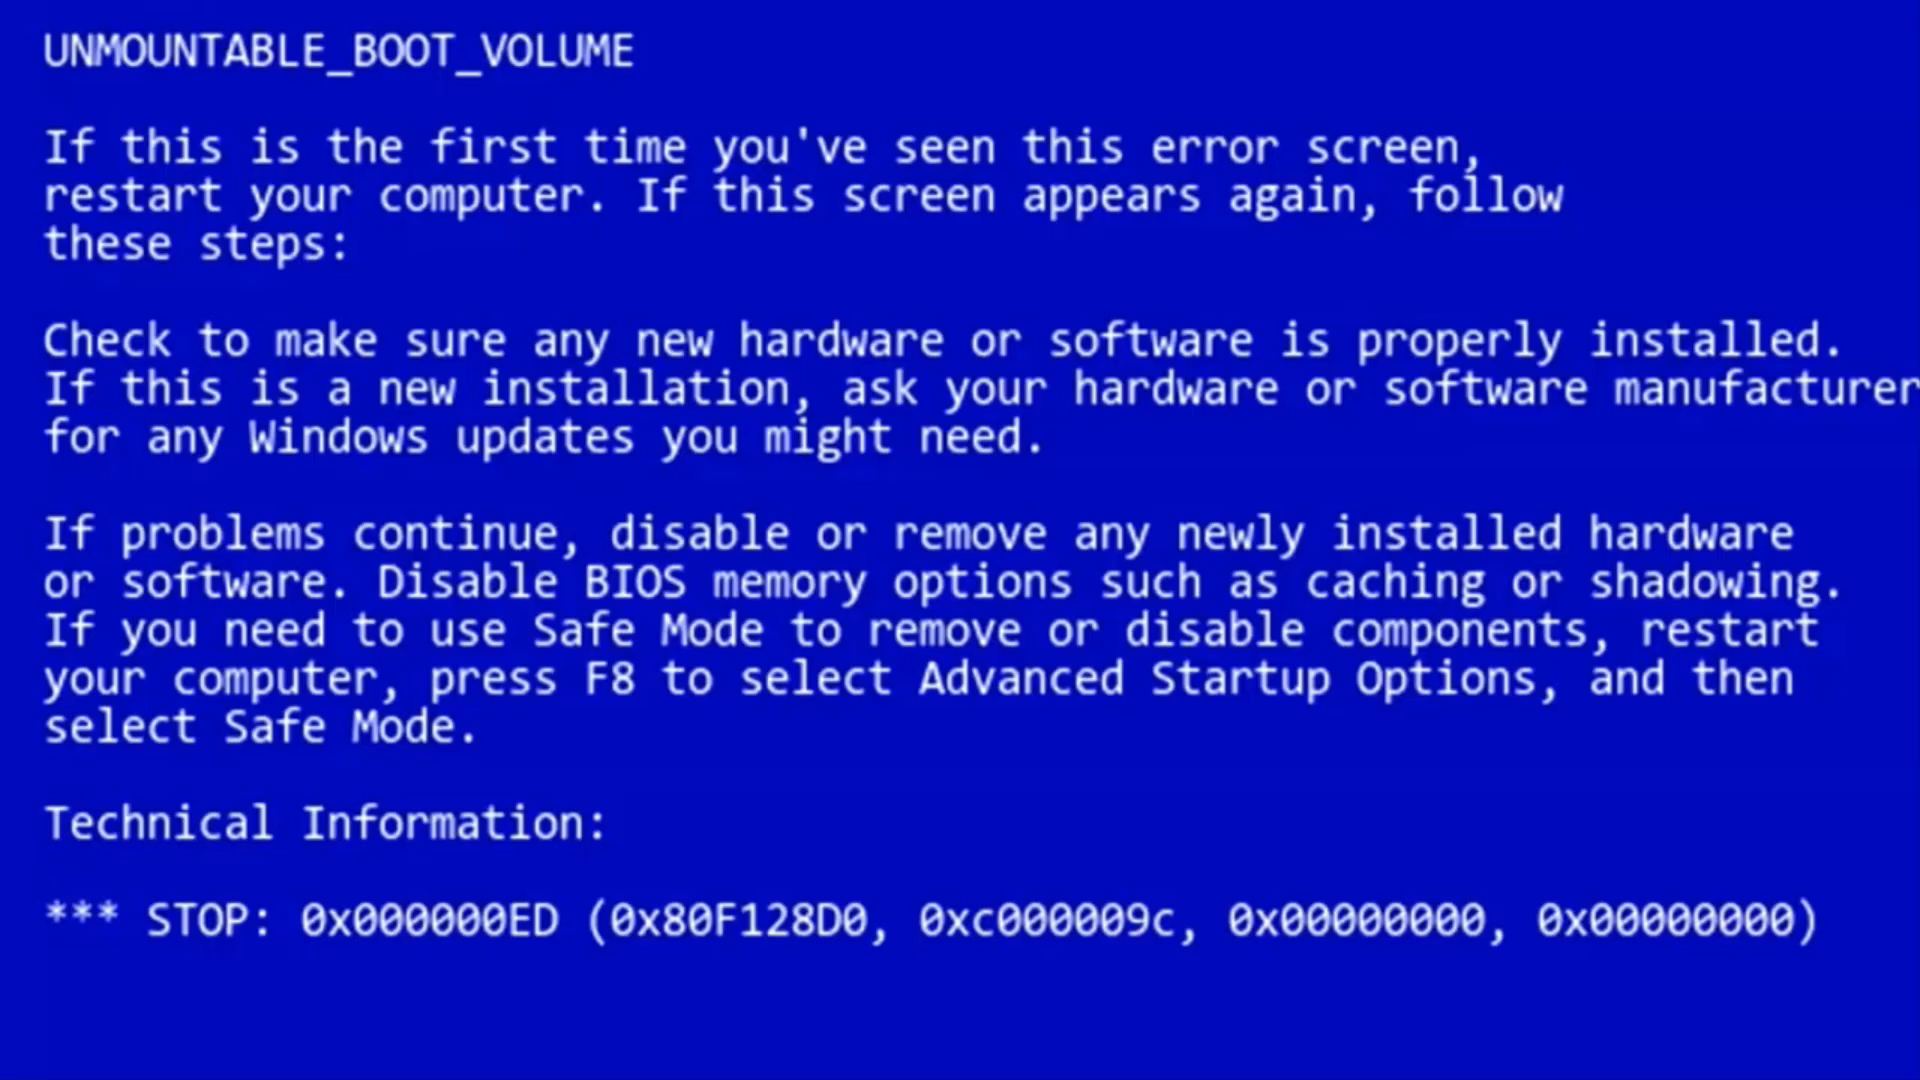 UNMOUNTABLE_BOOT_VOLUME
If this is the first time you've seen this error screen,
restart your computer. If this screen appears again, follow
these steps:
Check to make sure any new hardware or software is properly installed.
If this is a new installation, ask your hardware or software manufacturer
for any Windows updates you might need.
If problems continue, disable or remove any newly installed hardware
or software. Disable BIOS memory options such as caching or shadowing.
If you need to use Safe Mode to remove or disable components, restart
your computer, press F8 to select Advanced Startup Options, and then
select Safe Mode.
Technical Information:
*** STOP: 0x000000ED (0x80F128D0, 0xc000009c, 0x00000000, 0x00000000)